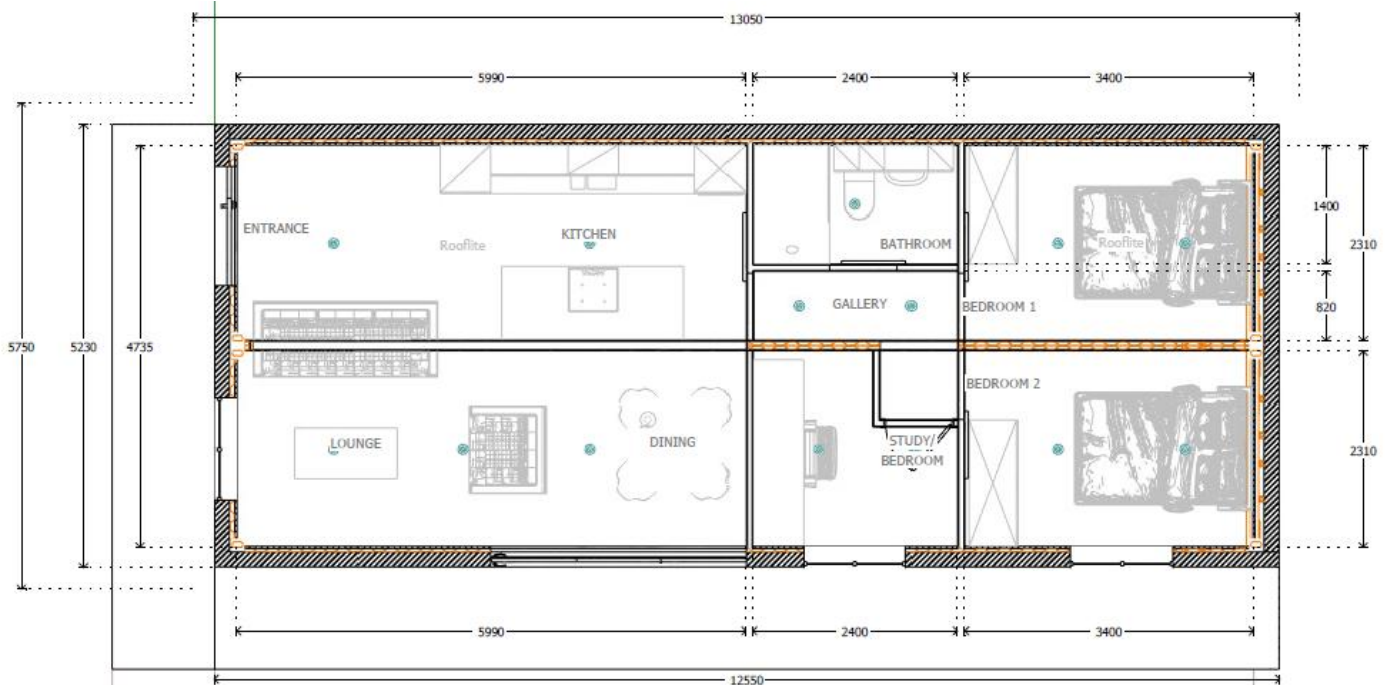 13050
5990
2400
3400
ENTRANCE
Rooflite
KITCHEN
BATHROOM
Rooflite
1400
2310
GALLERY
BEDROOM 1
820
5750
5230
4735
BEDROOM 2
LOUNGE
DINING
STUDY/
BEDROOM
2310
5990
2400
3400
12550